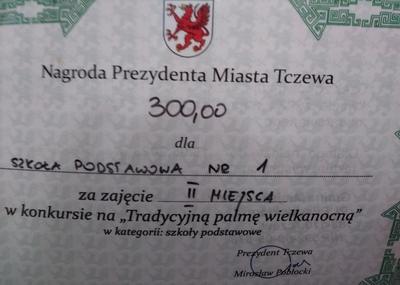 Nagroda Prezydenta Miasta Tczewa
300,00
dla
SZKOŁA PODSTAWOWA NR 1
za zajęcie II MIEJSCA
w konkursie na „Tradycyjną palmę wielkanocną”
w kategorii: szkoły podstawowe
Prezydent Tczewa
Mirosław Pobłocki